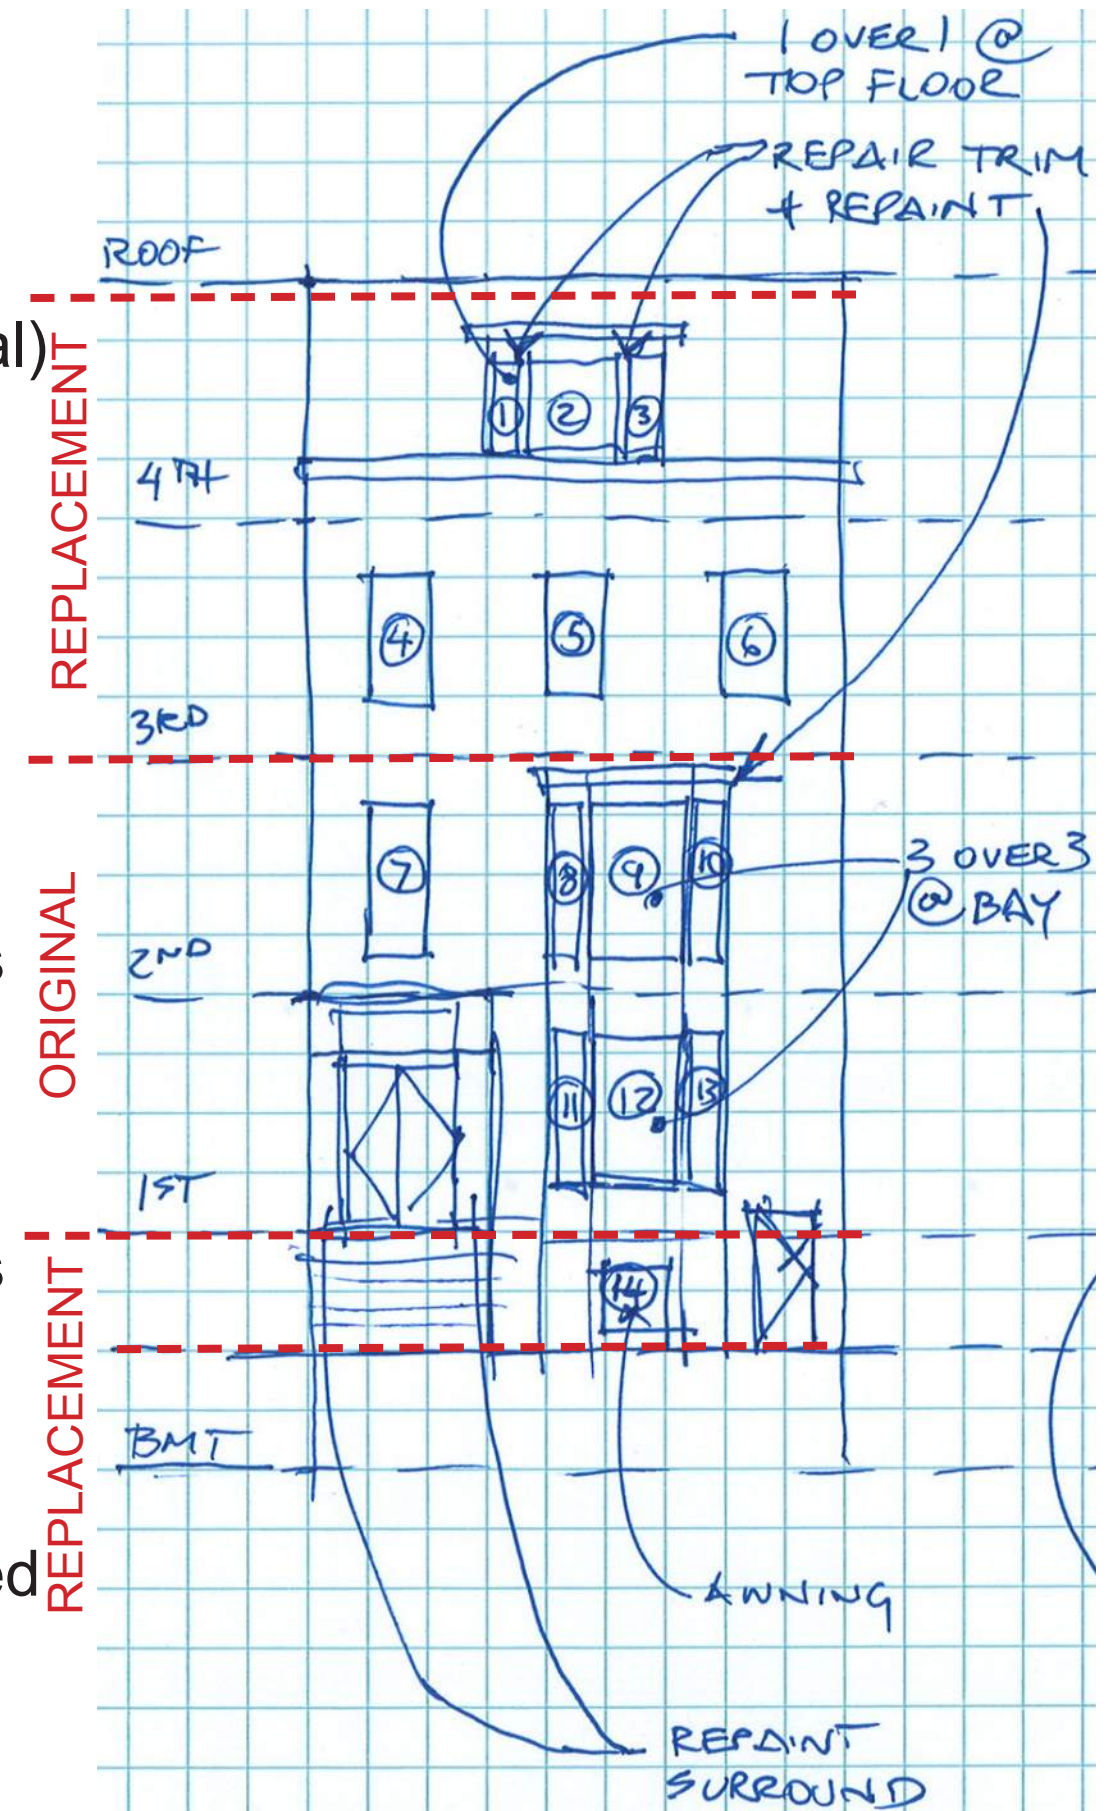 1 OVER 1 @
TOP FLOOR
REPAIR TRIM
+ REPAINT
ROOF
al)
REPLACEMENT
1
2
3
4TH
4
5
6
3RD
ORIGINAL
7
8
9
10
3 OVER 3
@ BAY
s
2ND
11
12
13
1ST
s
REPLACEMENT
14
BMT
ed
AWNING
REPAINT
SURROUND